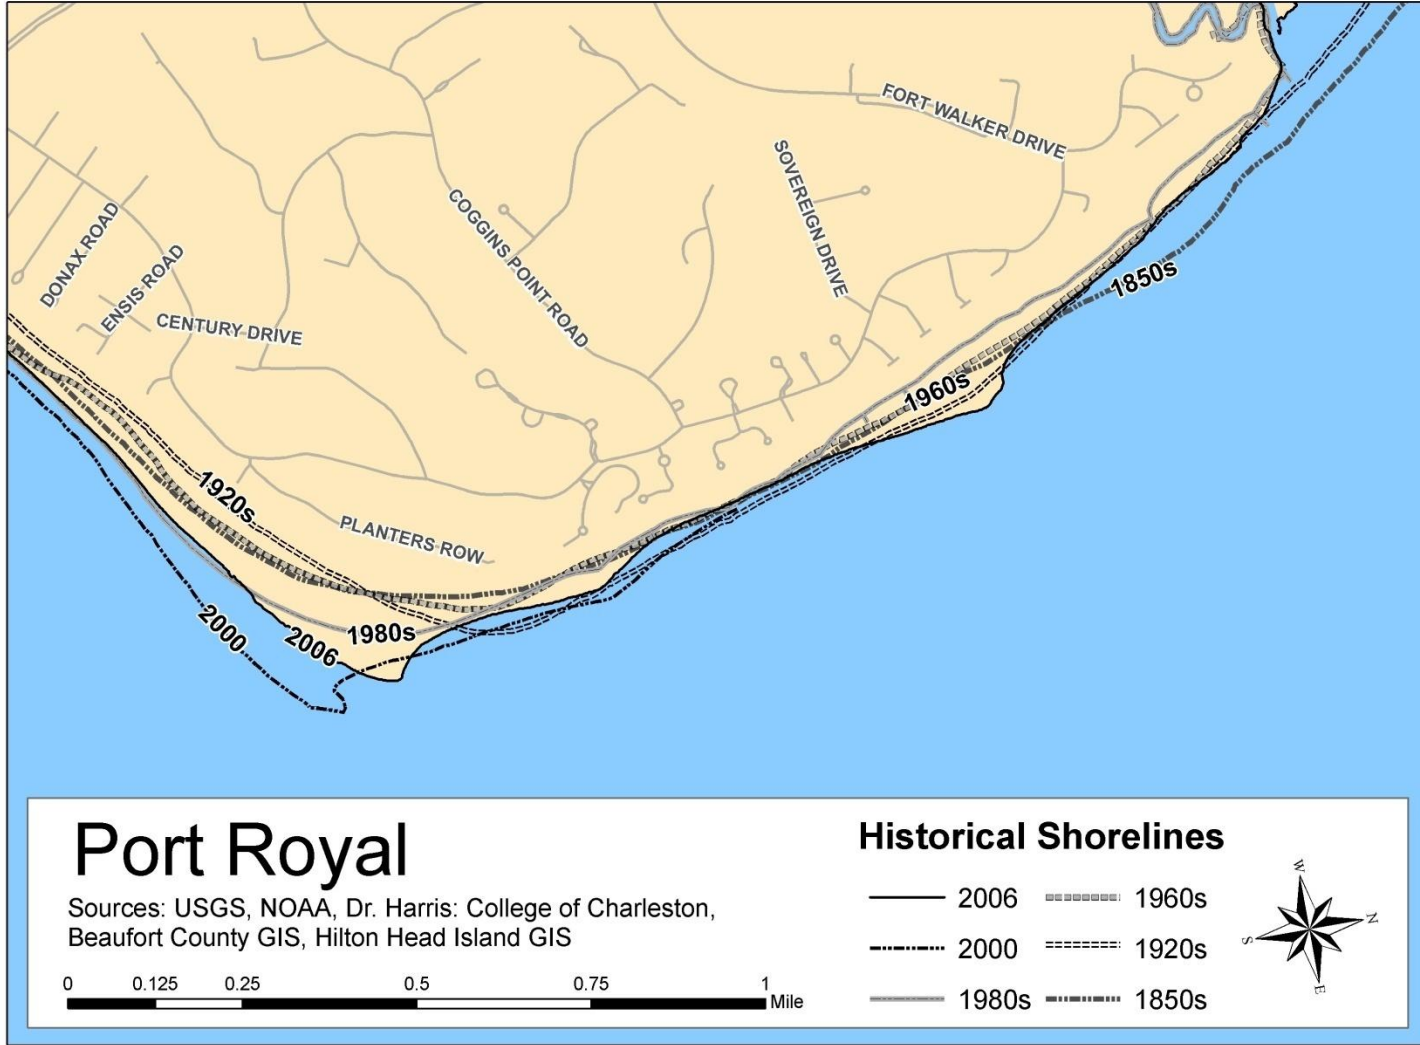 FORT WALKER DRIVE
SOVEREIGN DRIVE
COGGINS POINT ROAD
DONAX ROAD
ENSIS ROAD
CENTURY DRIVE
1850s
1960s
1920s
PLANTERS ROW
2000
2006
1980s
Port Royal
Sources: USGS, NOAA, Dr. Harris: College of Charleston,
Beaufort County GIS, Hilton Head Island GIS
0 0.125 0.25 0.5 0.75 1
Mile
Historical Shorelines
2006 1960s
2000 1920s
1980s 1850s
W
N
S
E